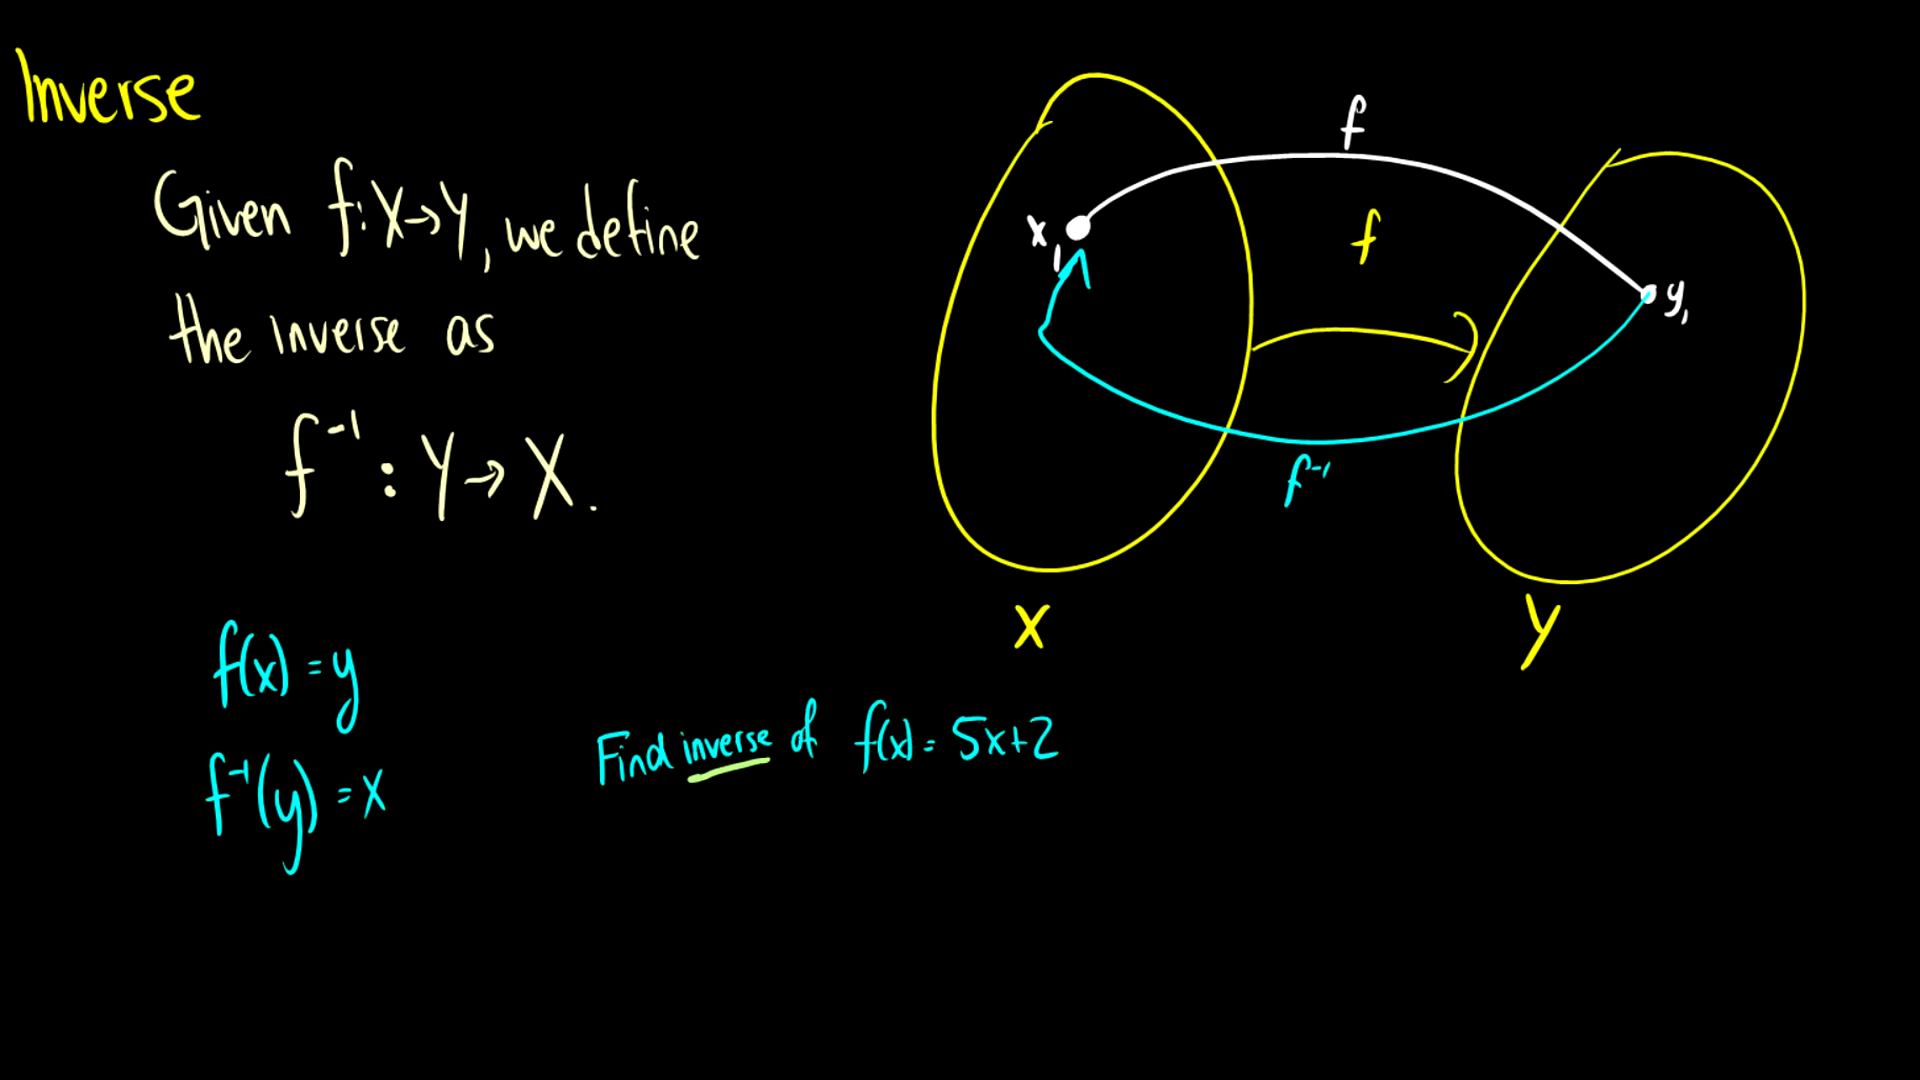 Inverse
Given f: X→Y, we define
the inverse as
f⁻¹ : Y→X.
f
f
x₁
y₁
f⁻¹
X
Y
f(x) = y
f⁻¹(y) = x
Find inverse of f(x) = 5x+2